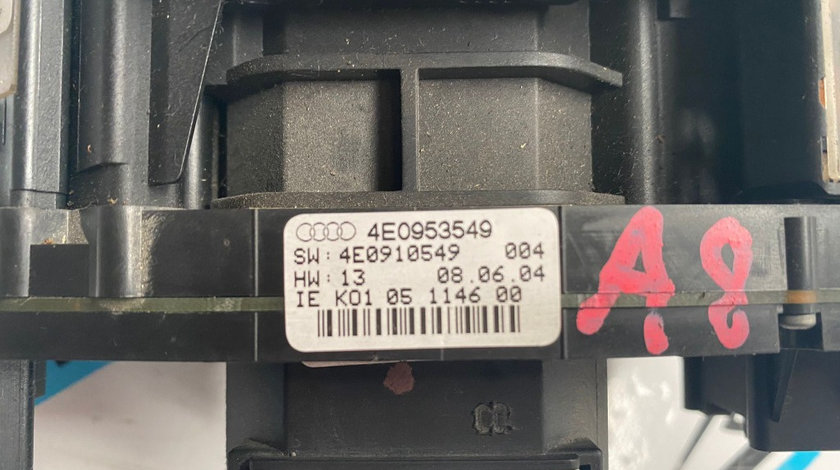 4E0953549
SW: 4E0910549 004
HW: 13 08.06.04
IE K01 05 1146 00
A8